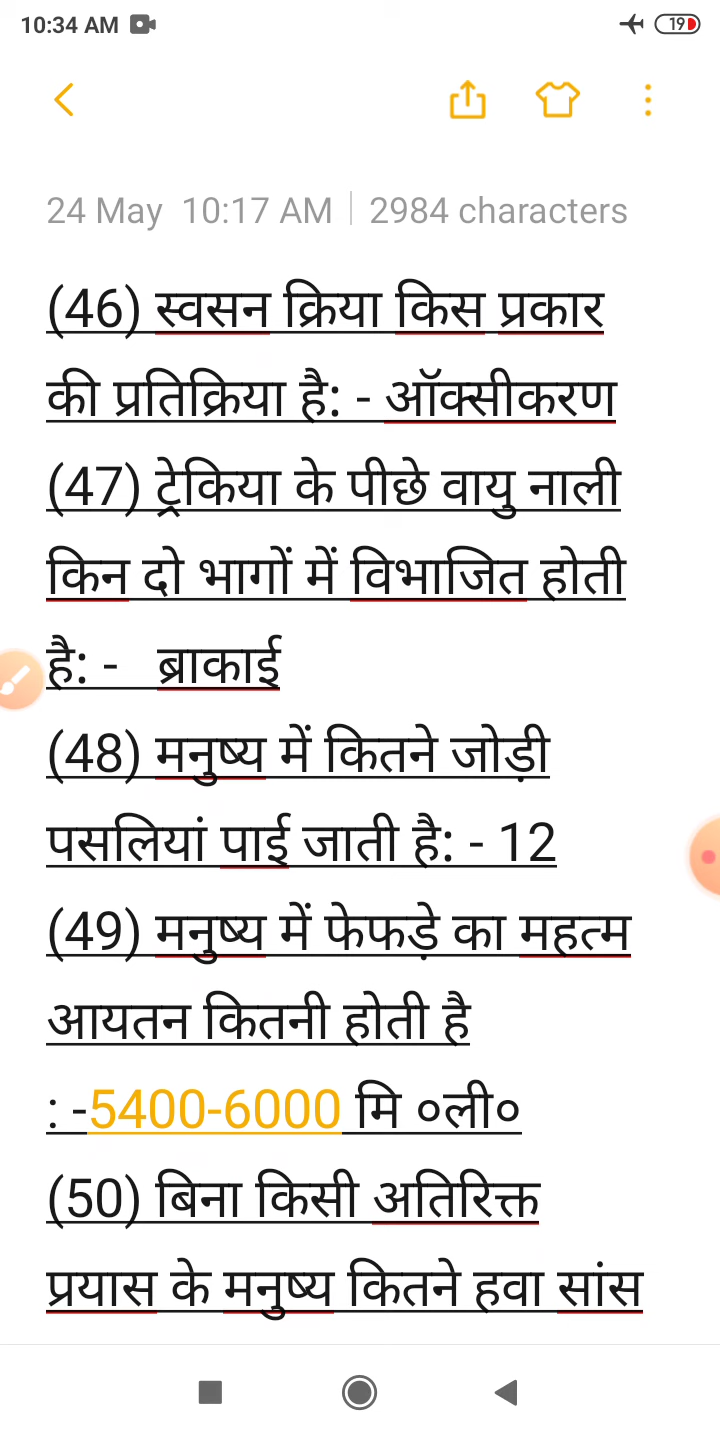 10:34 AM
19
24 May 10:17 AM | 2984 characters
(46) स्वसन क्रिया किस प्रकार
की प्रतिक्रिया है: - ऑक्सीकरण
(47) ट्रेकिया के पीछे वायु नाली
किन दो भागों में विभाजित होती
है: - ब्राकाई
(48) मनुष्य में कितने जोड़ी
पसलियां पाई जाती है: - 12
(49) मनुष्य में फेफड़े का महत्म
आयतन कितनी होती है
: -5400-6000 मि ०ली०
(50) बिना किसी अतिरिक्त
प्रयास के मनुष्य कितने हवा सांस